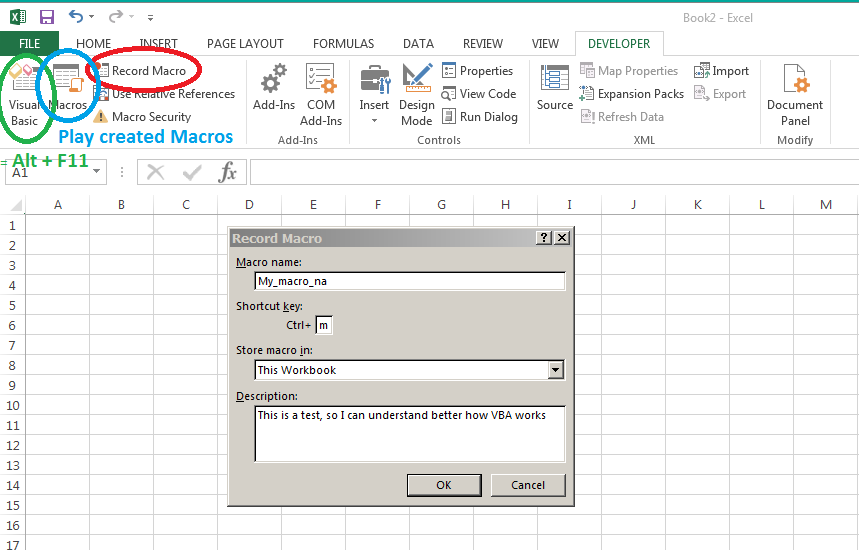 Book2 - Excel
FILE HOME INSERT PAGE LAYOUT FORMULAS DATA REVIEW VIEW DEVELOPER
Visual Basic
Macros
Record Macro
Use Relative References
Macro Security
Add-Ins
COM Add-Ins
Add-Ins
Insert
Design Mode
Properties
View Code
Run Dialog
Controls
Source
Map Properties
Expansion Packs
Refresh Data
Import
Export
XML
Document Panel
Modify
Play created Macros
= Alt + F11
A1
fx
A B C D E F G H I J K L M
1
2
3
4
5
6
7
8
9
10
11
12
13
14
15
16
17
Record Macro
Macro name:
My_macro_na
Shortcut key:
Ctrl+ m
Store macro in:
This Workbook
Description:
This is a test, so I can understand better how VBA works
OK Cancel